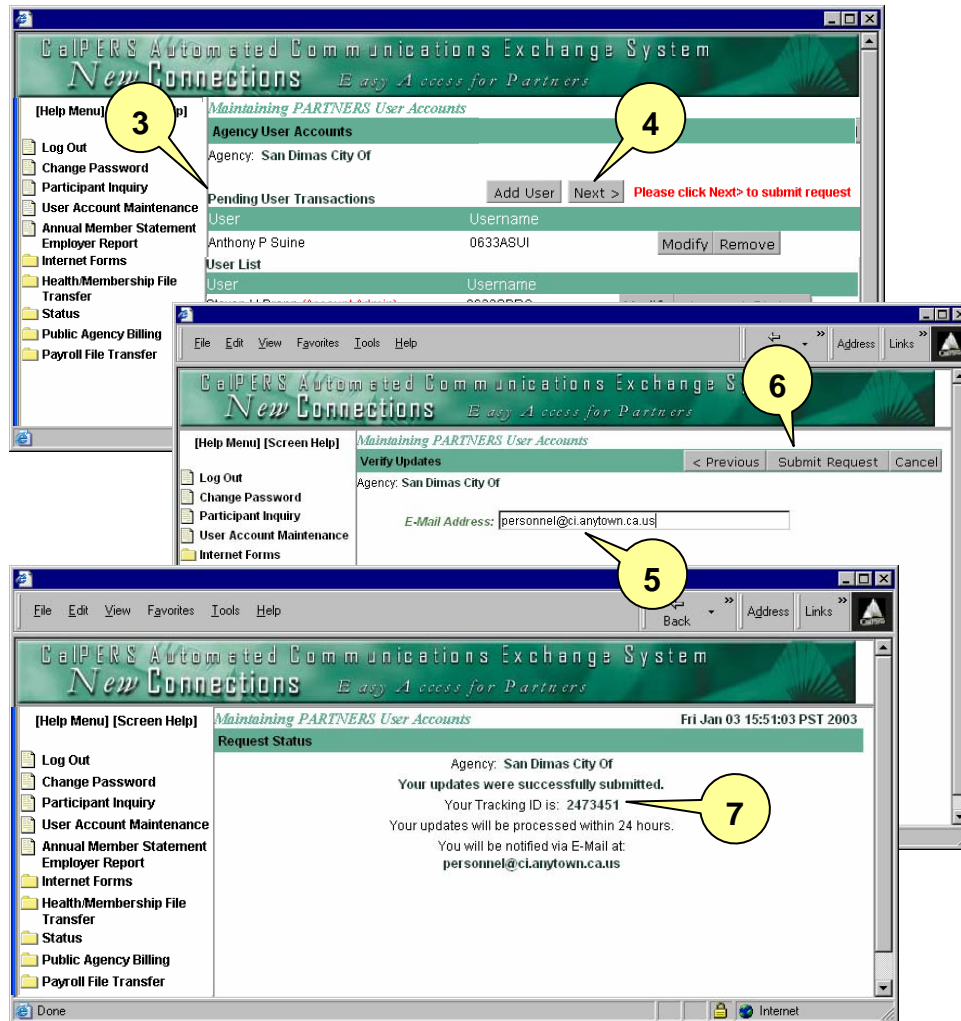 CalPERS Automated Communications Exchange System
New Connections Easy Access for Partners
[Help Menu]
3
Log Out
Change Password
Participant Inquiry
User Account Maintenance
Annual Member Statement
Employer Report
Internet Forms
Health/Membership File
Transfer
Status
Public Agency Billing
Payroll File Transfer
Maintaining PARTNERS User Accounts
Agency User Accounts
4
Agency: San Dimas City Of
Pending User Transactions
Add User Next > Please click Next> to submit request
User Username
Anthony P Suine 0633ASUI Modify Remove
User List
User Username
File Edit View Favorites Tools Help
» Address Links »
CalPERS Automated Communications Exchange
New Connections Easy Access for Partners
6
[Help Menu] [Screen Help]
Log Out
Change Password
Participant Inquiry
User Account Maintenance
Internet Forms
Maintaining PARTNERS User Accounts
Verify Updates
< Previous Submit Request Cancel
Agency: San Dimas City Of
E-Mail Address: personnel@ci.anytown.ca.us
5
File Edit View Favorites Tools Help
Back » Address Links »
CalPERS Automated Communications Exchange System
New Connections Easy Access for Partners
[Help Menu] [Screen Help]
Log Out
Change Password
Participant Inquiry
User Account Maintenance
Annual Member Statement
Employer Report
Internet Forms
Health/Membership File
Transfer
Status
Public Agency Billing
Payroll File Transfer
Maintaining PARTNERS User Accounts Fri Jan 03 15:51:03 PST 2003
Request Status
Agency: San Dimas City Of
Your updates were successfully submitted.
Your Tracking ID is: 2473451
7
Your updates will be processed within 24 hours.
You will be notified via E-Mail at:
personnel@ci.anytown.ca.us
Done Internet